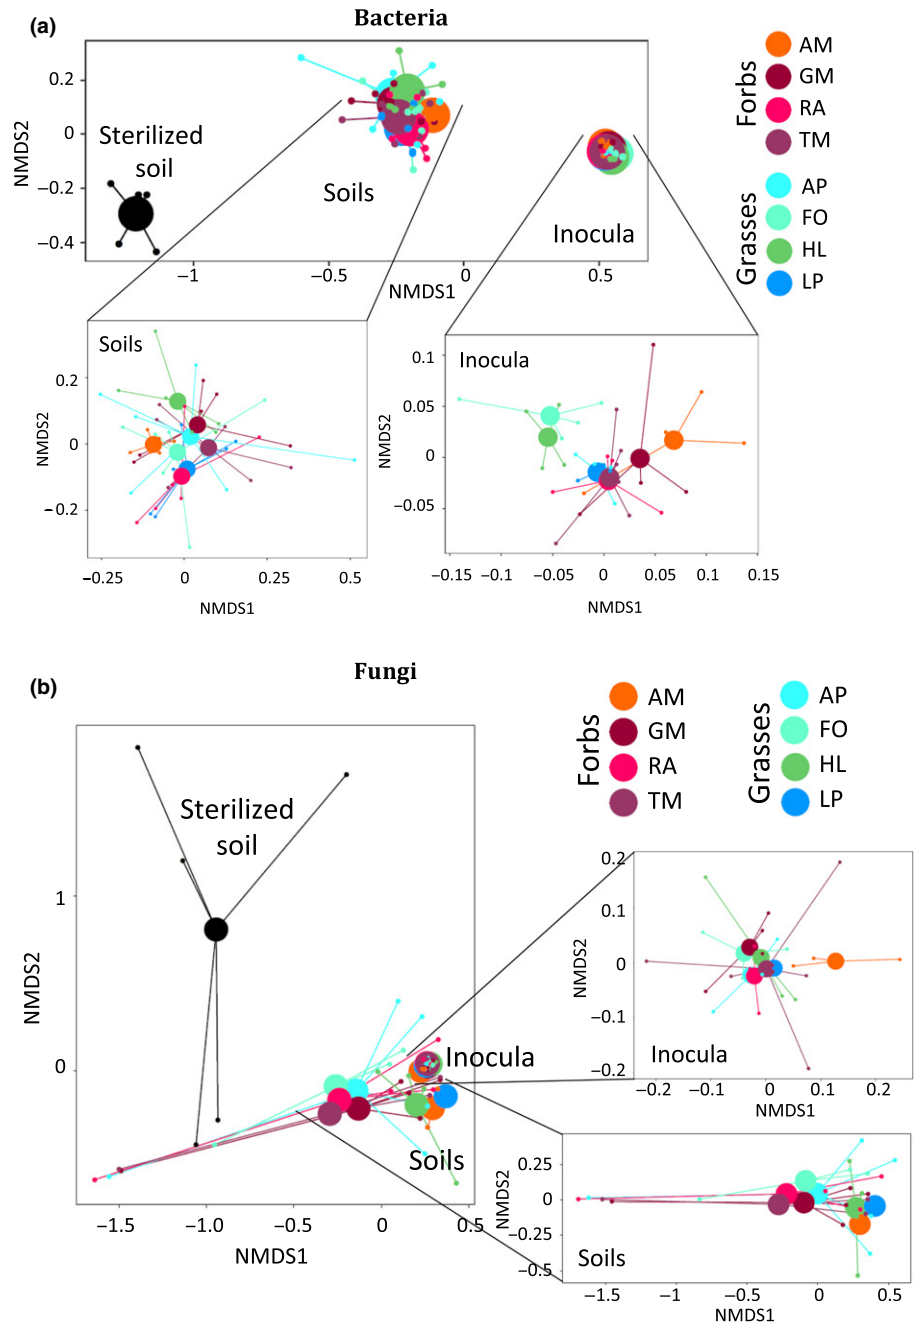 Bacteria
(a)
NMDS2
0.2
0
−0.2
−0.4
Sterilized
soil
Soils
Inocula
−1
−0.5
0
0.5
NMDS1
Forbs
AM
GM
RA
TM
Grasses
AP
FO
HL
LP
Soils
NMDS2
0.2
0
−0.2
−0.25
0
0.25
0.5
NMDS1
Inocula
NMDS2
0.1
0.05
0
−0.05
−0.15
−0.1
−0.05
0
0.05
0.1
0.15
NMDS1
Fungi
(b)
Forbs
AM
GM
RA
TM
Grasses
AP
FO
HL
LP
NMDS2
1
0
Sterilized
soil
Inocula
Soils
−1.5
−1.0
−0.5
0
0.5
NMDS1
NMDS2
0.2
0.1
0
−0.1
−0.2
Inocula
−0.2
−0.1
0
0.1
0.2
NMDS1
NMDS2
0.25
0
−0.25
−0.5
Soils
−1.5
−1
−0.5
0
0.5
NMDS1